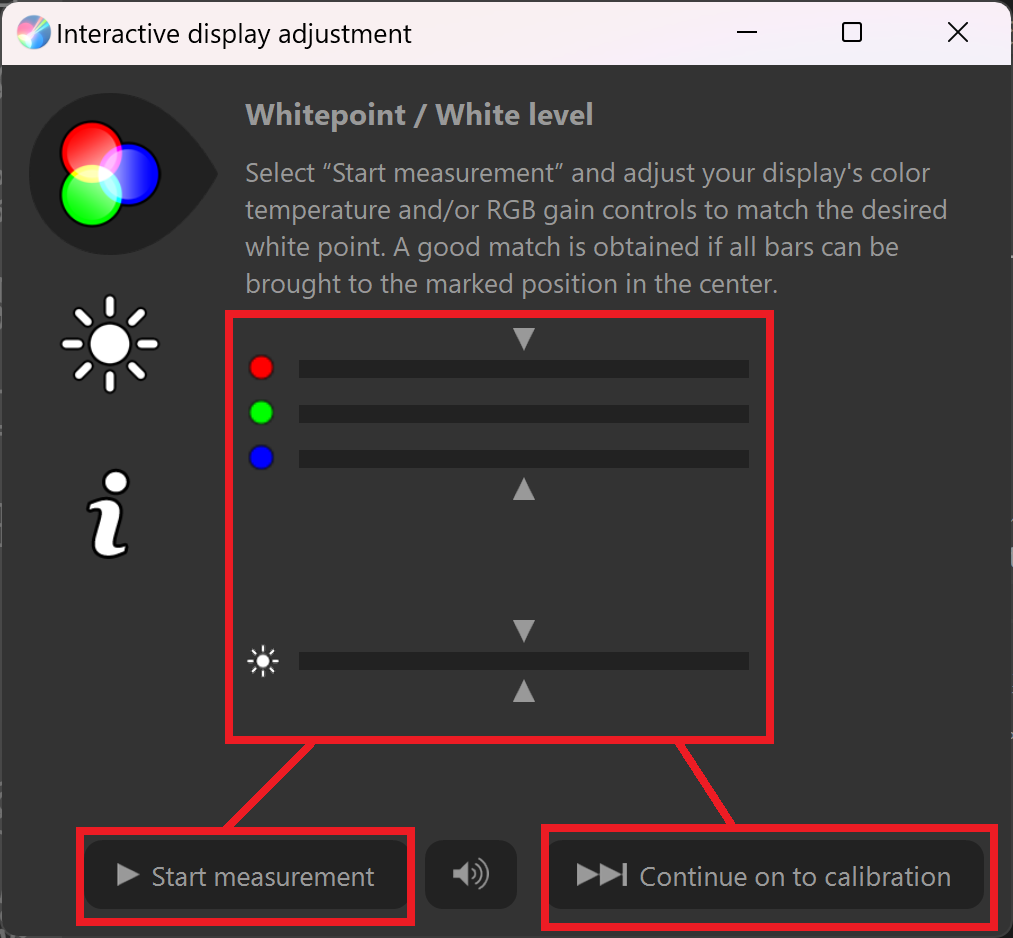 Interactive display adjustment
Whitepoint / White level
Select “Start measurement” and adjust your display's color
temperature and/or RGB gain controls to match the desired
white point. A good match is obtained if all bars can be
brought to the marked position in the center.
Start measurement
Continue on to calibration